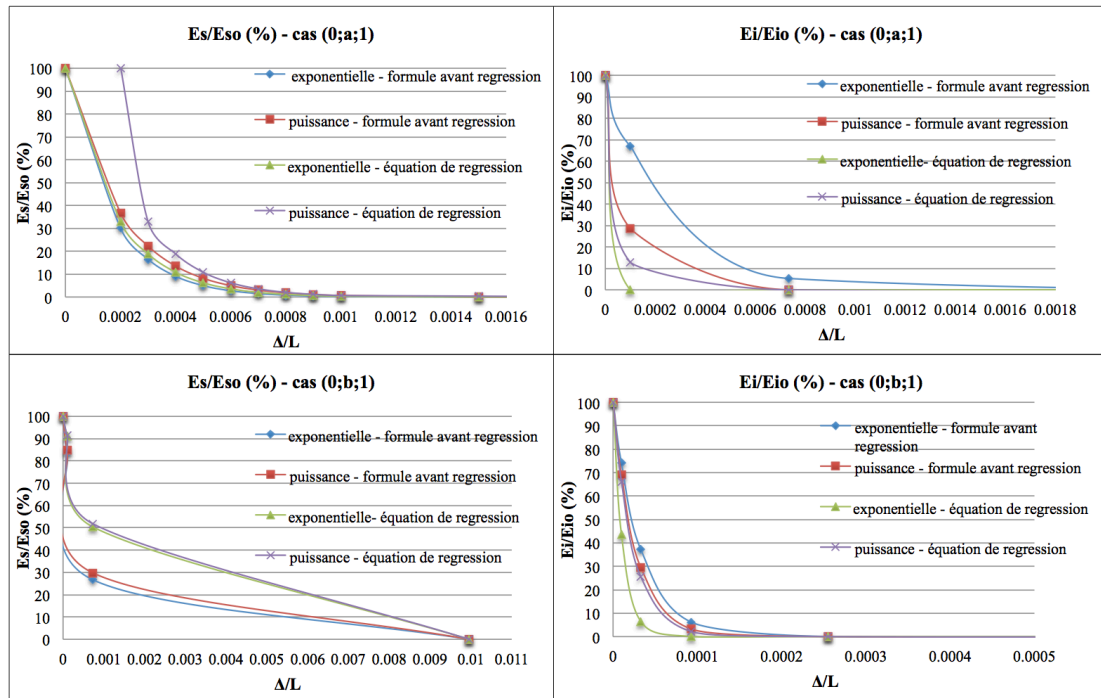 Es/Eso (%) - cas (0;a;1)
100
90
80
70
60
50
40
30
20
10
0
Es/Eso (%)
exponentielle - formule avant regression
puissance - formule avant regression
exponentielle - équation de regression
puissance - équation de regression
0 0.0002 0.0004 0.0006 0.0008 0.001 0.0012 0.0014 0.0016
Δ/L
Ei/Eio (%) - cas (0;a;1)
100
90
80
70
60
50
40
30
20
10
0
Ei/Eio (%)
exponentielle - formule avant regression
puissance - formule avant regression
exponentielle- équation de regression
puissance - équation de regression
0 0.0002 0.0004 0.0006 0.0008 0.001 0.0012 0.0014 0.0016 0.0018
Δ/L
Es/Eso (%) - cas (0;b;1)
100
90
80
70
60
50
40
30
20
10
0
Es/Eso (%)
exponentielle - formule avant regression
puissance - formule avant regression
exponentielle- équation de regression
puissance - équation de regression
0 0.001 0.002 0.003 0.004 0.005 0.006 0.007 0.008 0.009 0.01 0.011
Δ/L
Ei/Eio (%) - cas (0;b;1)
100
90
80
70
60
50
40
30
20
10
0
Ei/Eio (%)
exponentielle - formule avant
regression
puissance - formule avant regression
exponentielle - équation de regression
puissance - équation de regression
0 0.0001 0.0002 0.0003 0.0004 0.0005
Δ/L